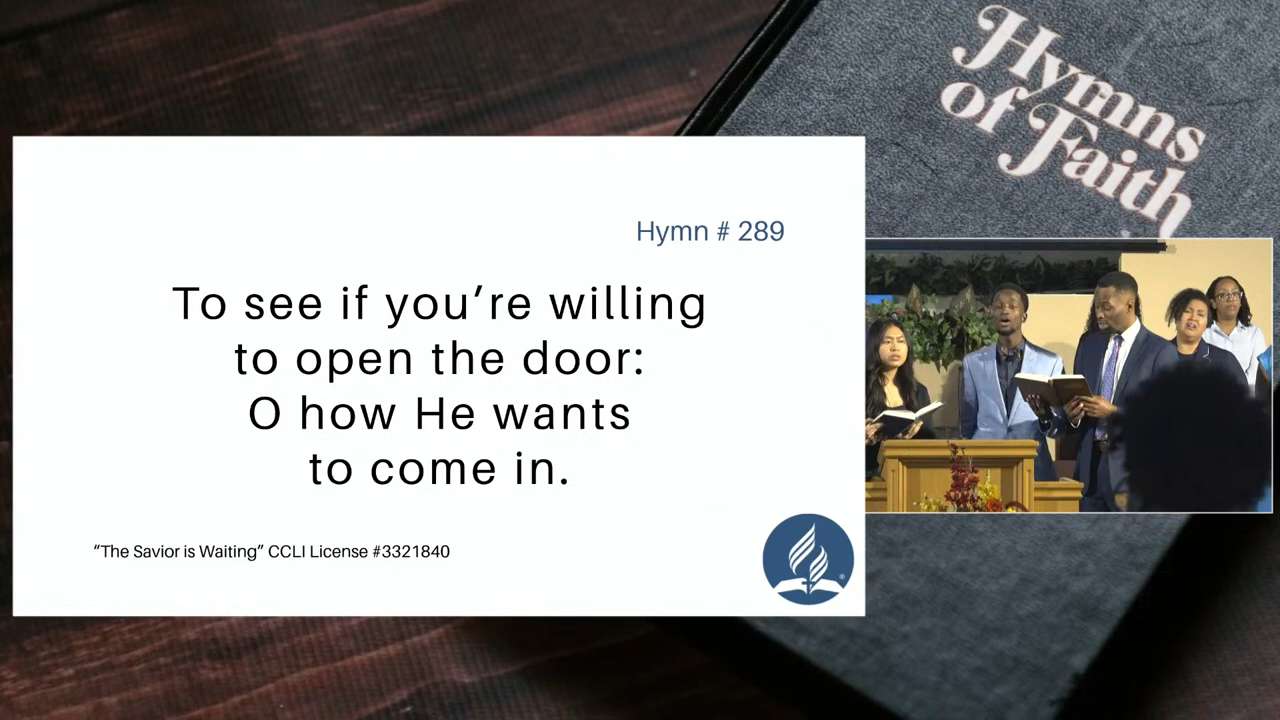 Hymns
of Faith
Hymn # 289
To see if you’re willing
to open the door:
O how He wants
to come in.
“The Savior is Waiting” CCLI License #3321840